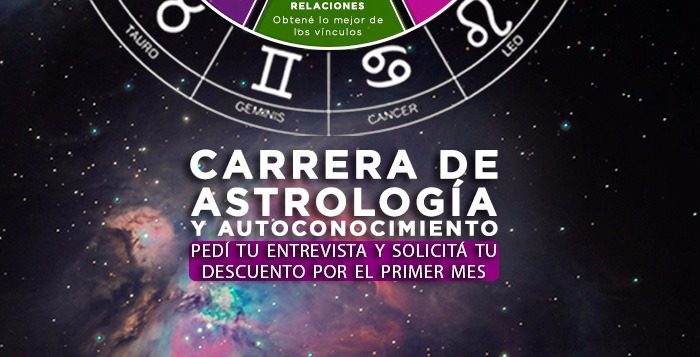 RELACIONES
Obtené lo mejor de
los vínculos
TAURO
GEMINIS
CANCER
LEO
CARRERA DE
ASTROLOGÍA
Y AUTOCONOCIMIENTO
PEDÍ TU ENTREVISTA Y SOLICITÁ TU
DESCUENTO POR EL PRIMER MES